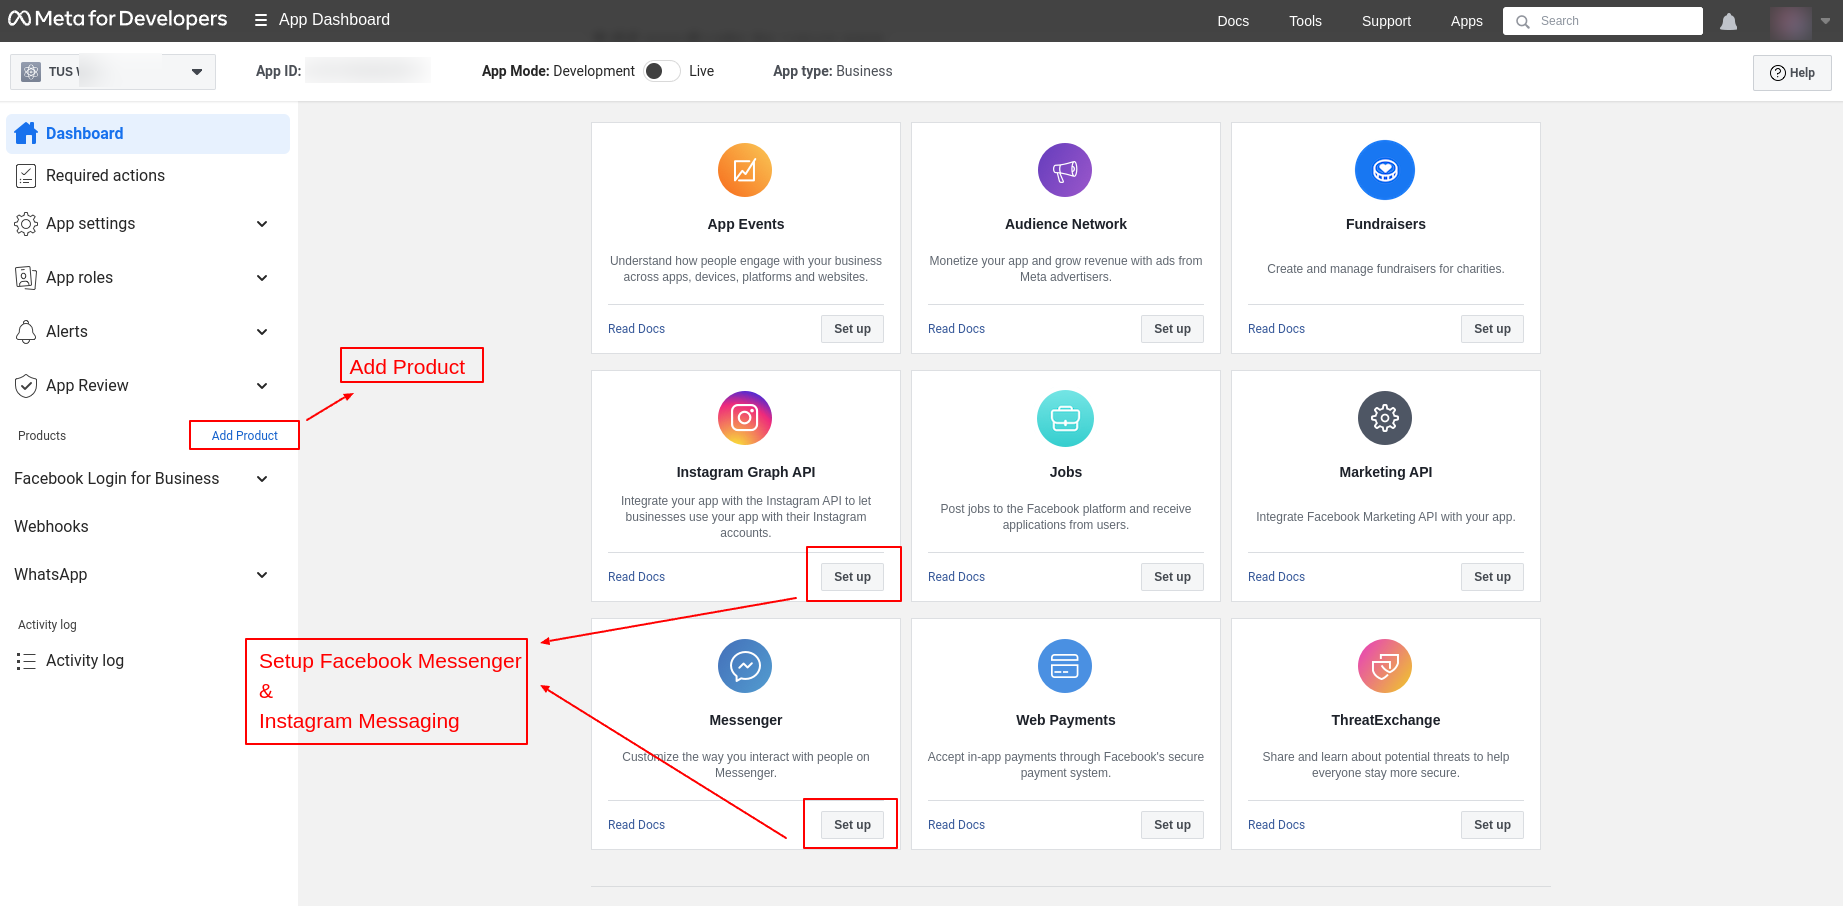 Meta for Developers
App Dashboard
Docs
Tools
Support
Apps
Search
TUS
App ID:
App Mode: Development
Live
App type: Business
Help
Dashboard
Required actions
App settings
App roles
Alerts
App Review
Products
Add Product
Facebook Login for Business
Webhooks
WhatsApp
Activity log
Activity log
Add Product
Setup Facebook Messenger
&
Instagram Messaging
App Events
Understand how people engage with your business
across apps, devices, platforms and websites.
Read Docs
Set up
Audience Network
Monetize your app and grow revenue with ads from
Meta advertisers.
Read Docs
Set up
Fundraisers
Create and manage fundraisers for charities.
Read Docs
Set up
Instagram Graph API
Integrate your app with the Instagram API to let
businesses use your app with their Instagram
accounts.
Read Docs
Set up
Jobs
Post jobs to the Facebook platform and receive
applications from users.
Read Docs
Set up
Marketing API
Integrate Facebook Marketing API with your app.
Read Docs
Set up
Messenger
Customize the way you interact with people on
Messenger.
Read Docs
Set up
Web Payments
Accept in-app payments through Facebook's secure
payment system.
Read Docs
Set up
ThreatExchange
Share and learn about potential threats to help
everyone stay more secure.
Read Docs
Set up